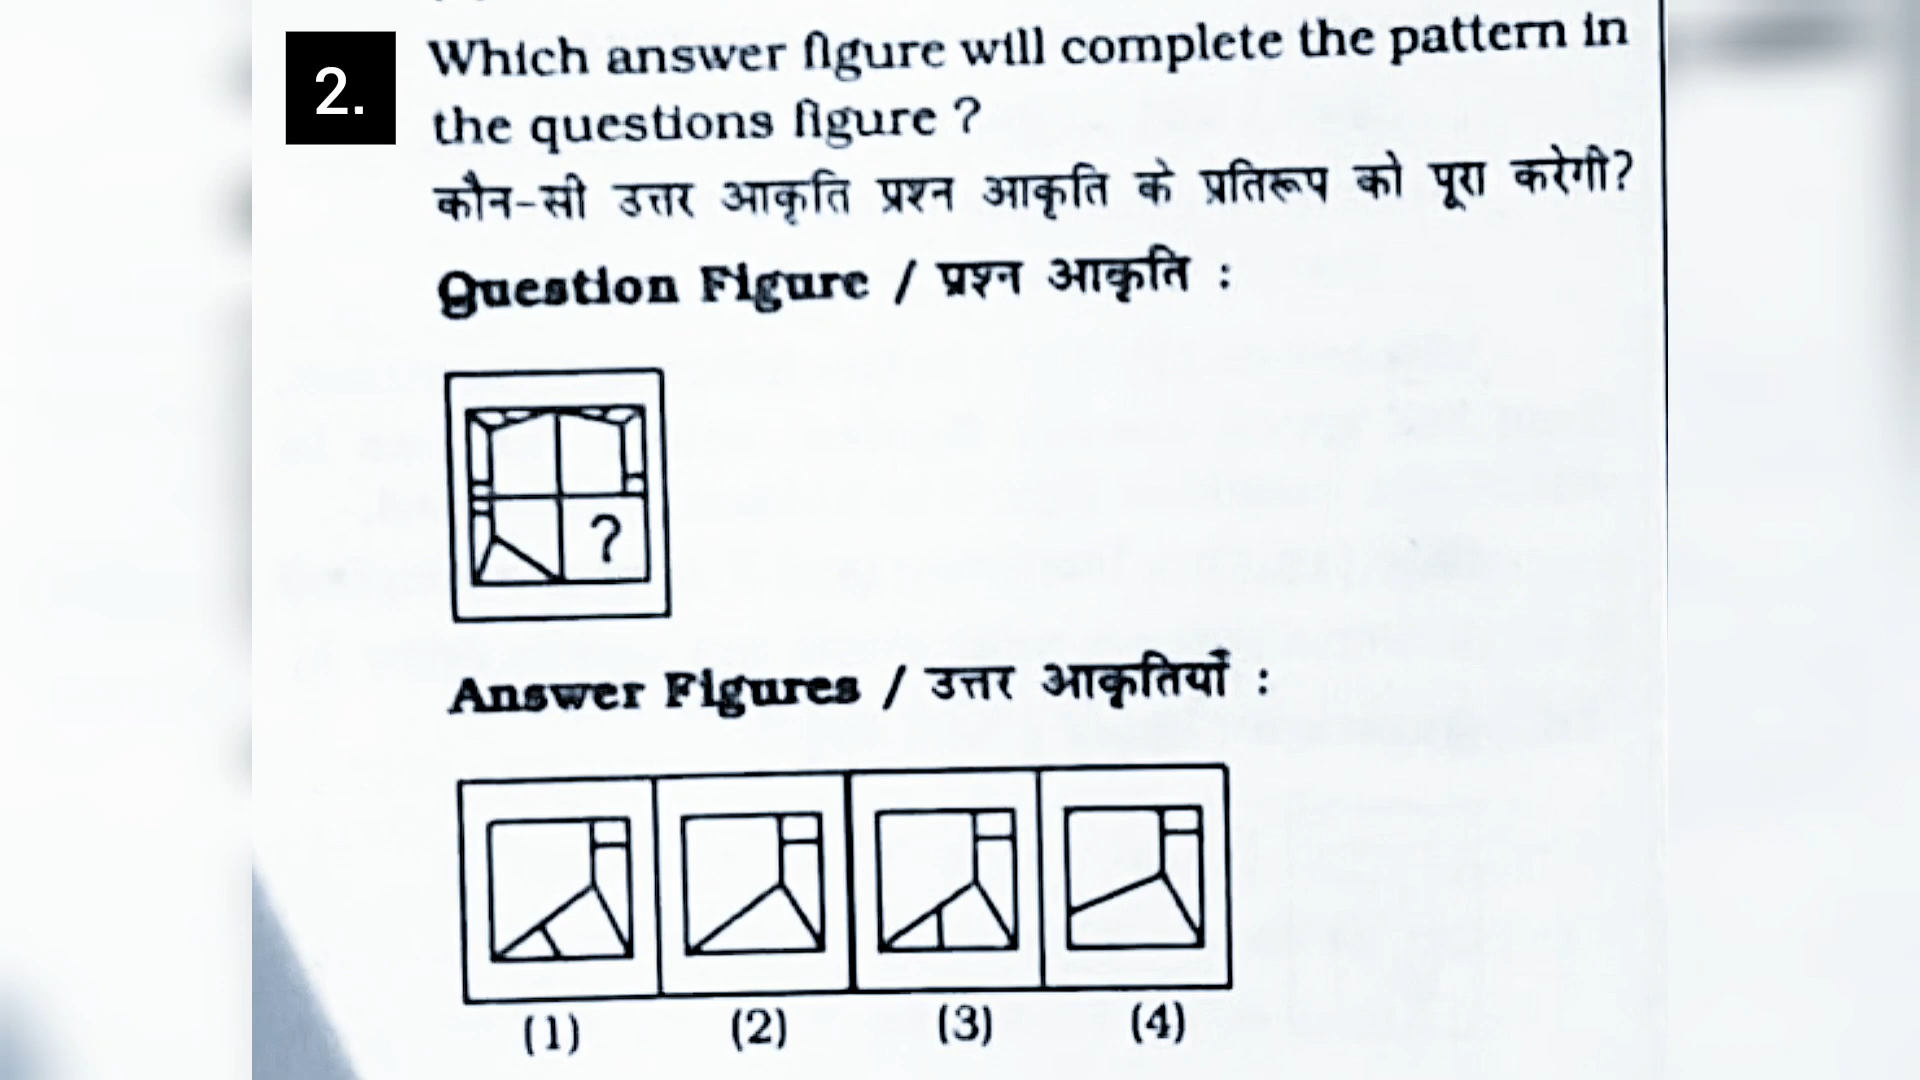 2.
Which answer figure will complete the pattern in
the questions figure ?
कौन-सी उत्तर आकृति प्रश्न आकृति के प्रतिरूप को पूरा करेगी?
Question Figure / प्रश्न आकृति :
?
Answer Figures / उत्तर आकृतियाँ :
(1) (2) (3) (4)